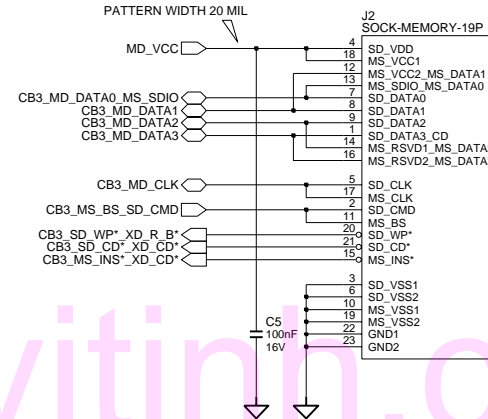 PATTERN WIDTH 20 MIL
J2
SOCK-MEMORY-19P
MD_VCC
4 SD_VDD
18 MS_VCC1
12 MS_VCC2_MS_DATA1
13 MS_SDIO_MS_DATA0
CB3_MD_DATA0_MS_SDIO 7 SD_DATA0
CB3_MD_DATA1 8 SD_DATA1
CB3_MD_DATA2 9 SD_DATA2
CB3_MD_DATA3 1 SD_DATA3_CD
14 MS_RSVD1_MS_DATA
16 MS_RSVD2_MS_DATA
CB3_MD_CLK 5 SD_CLK
17 MS_CLK
CB3_MS_BS_SD_CMD 2 SD_CMD
11 MS_BS
CB3_SD_WP*_XD_R_B* 20 SD_WP*
CB3_SD_CD*_XD_CD* 21 SD_CD*
CB3_MS_INS*_XD_CD* 15 MS_INS*
3 SD_VSS1
6 SD_VSS2
10 MS_VSS1
19 MS_VSS2
22 GND1
23 GND2
C5
100nF
16V
vitinh.c